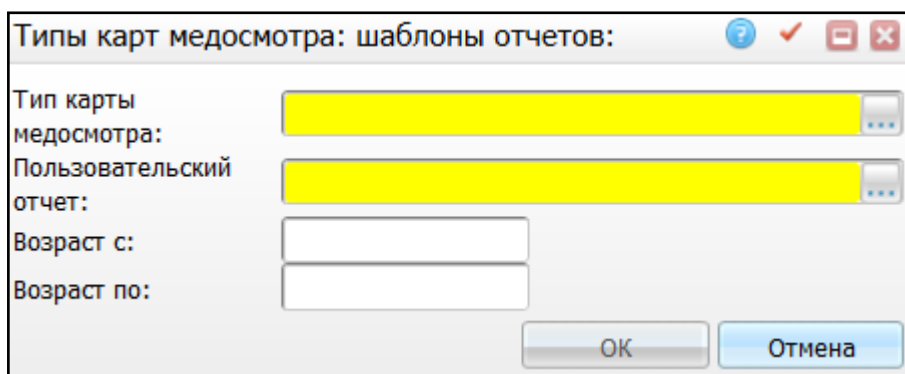 Типы карт медосмотра: шаблоны отчетов:
Тип карты
медосмотра:
...
Пользовательский
отчет:
...
Возраст с:
Возраст по:
ОК
Отмена